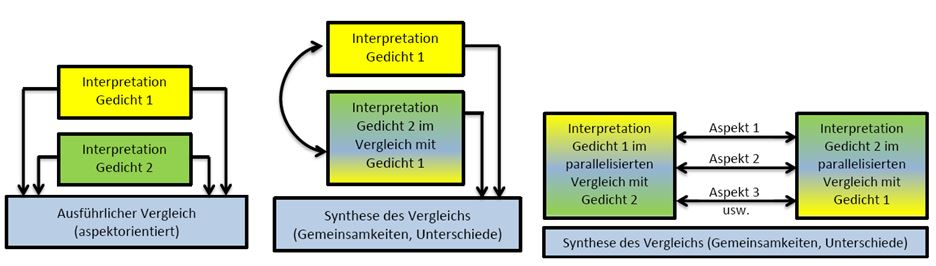 Interpretation
Gedicht 1
Interpretation
Gedicht 2
Ausführlicher Vergleich
(aspektorientiert)
Interpretation
Gedicht 1
Interpretation
Gedicht 2 im
Vergleich mit
Gedicht 1
Synthese des Vergleichs
(Gemeinsamkeiten, Unterschiede)
Interpretation
Gedicht 1 im
parallelisierten
Vergleich mit
Gedicht 2
Aspekt 1
Aspekt 2
Aspekt 3
usw.
Interpretation
Gedicht 2 im
parallelisierten
Vergleich mit
Gedicht 1
Synthese des Vergleichs (Gemeinsamkeiten, Unterschiede)